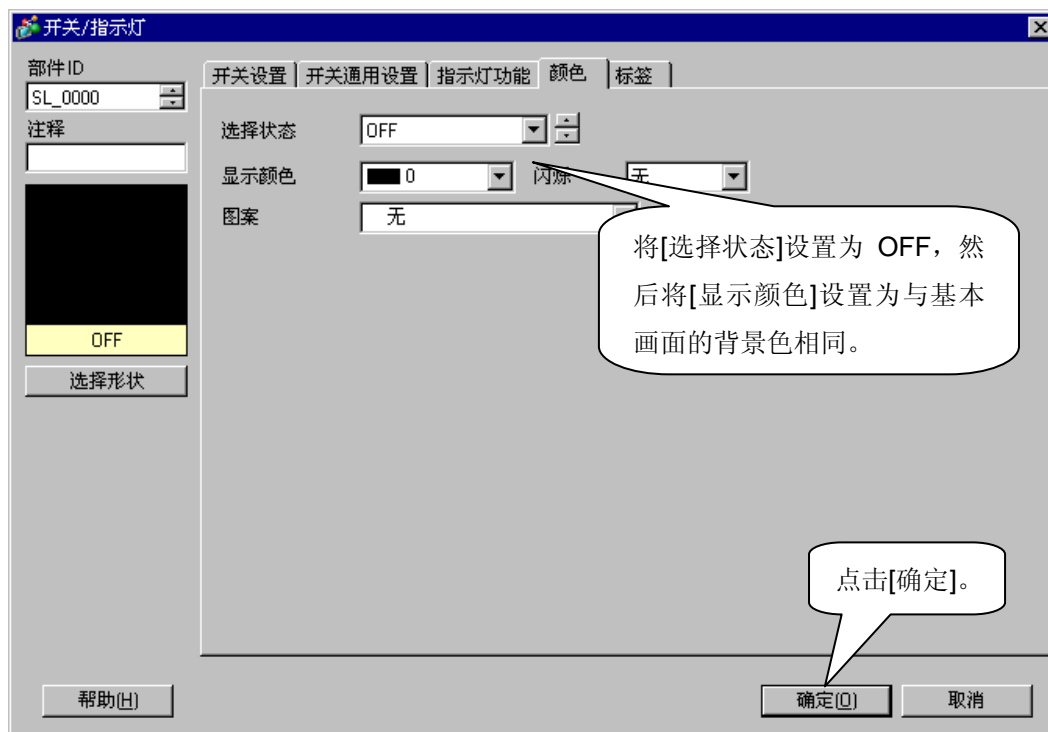 开关/指示灯
部件ID
SL_0000
注释
OFF
选择形状
开关设置 开关通用设置 指示灯功能 颜色 标签
选择状态 OFF
显示颜色 0 闪烁 无
图案 无
将[选择状态]设置为 OFF，然
后将[显示颜色]设置为与基本
画面的背景色相同。
点击[确定]。
帮助(H) 确定(O) 取消